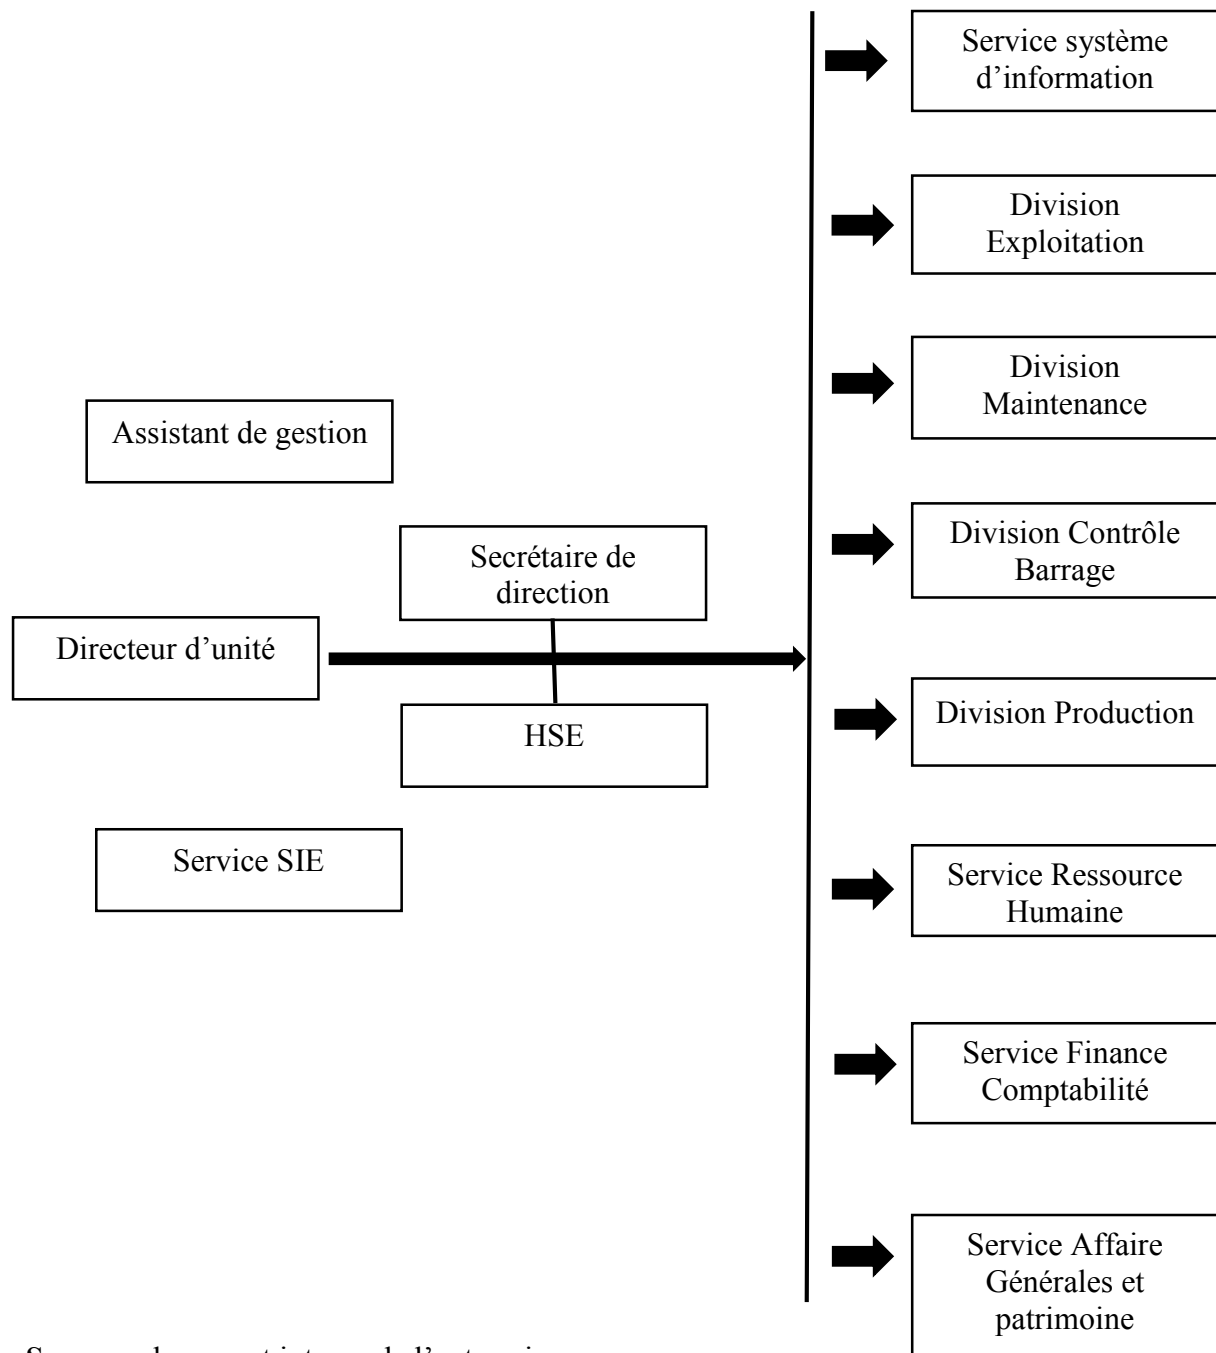 Service système
d’information
Division
Exploitation
Division
Maintenance
Assistant de gestion
Division Contrôle
Barrage
Secrétaire de
direction
Directeur d’unité
Division Production
HSE
Service SIE
Service Ressource
Humaine
Service Finance
Comptabilité
Service Affaire
Générales et
patrimoine